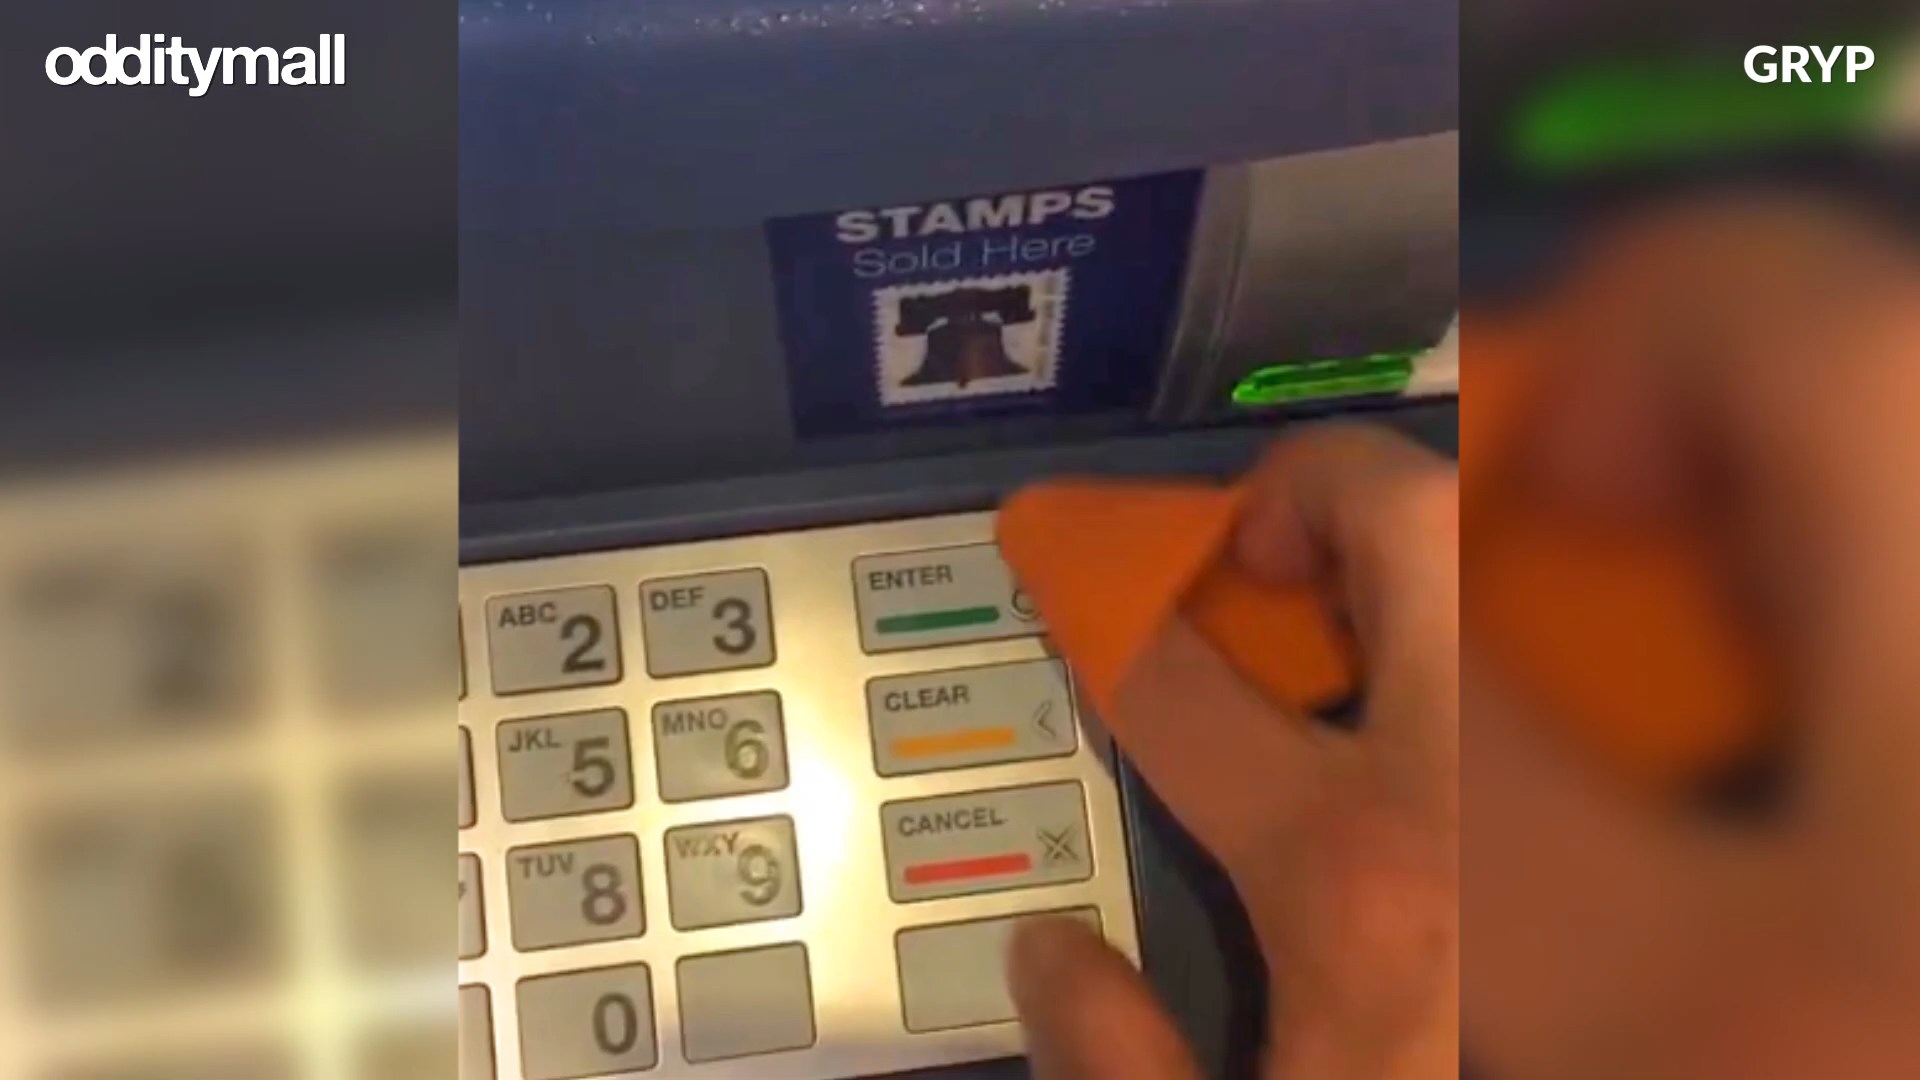 odditymall
GRYP
STAMPS
Sold Here
ABC 2
DEF 3
ENTER
JKL 5
MNO 6
CLEAR <
TUV 8
WXY 9
CANCEL X
0